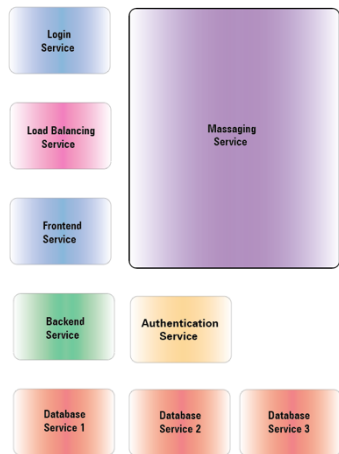 Login
Service
Load Balancing
Service
Massaging
Service
Frontend
Service
Backend
Service
Authentication
Service
Database
Service 1
Database
Service 2
Database
Service 3